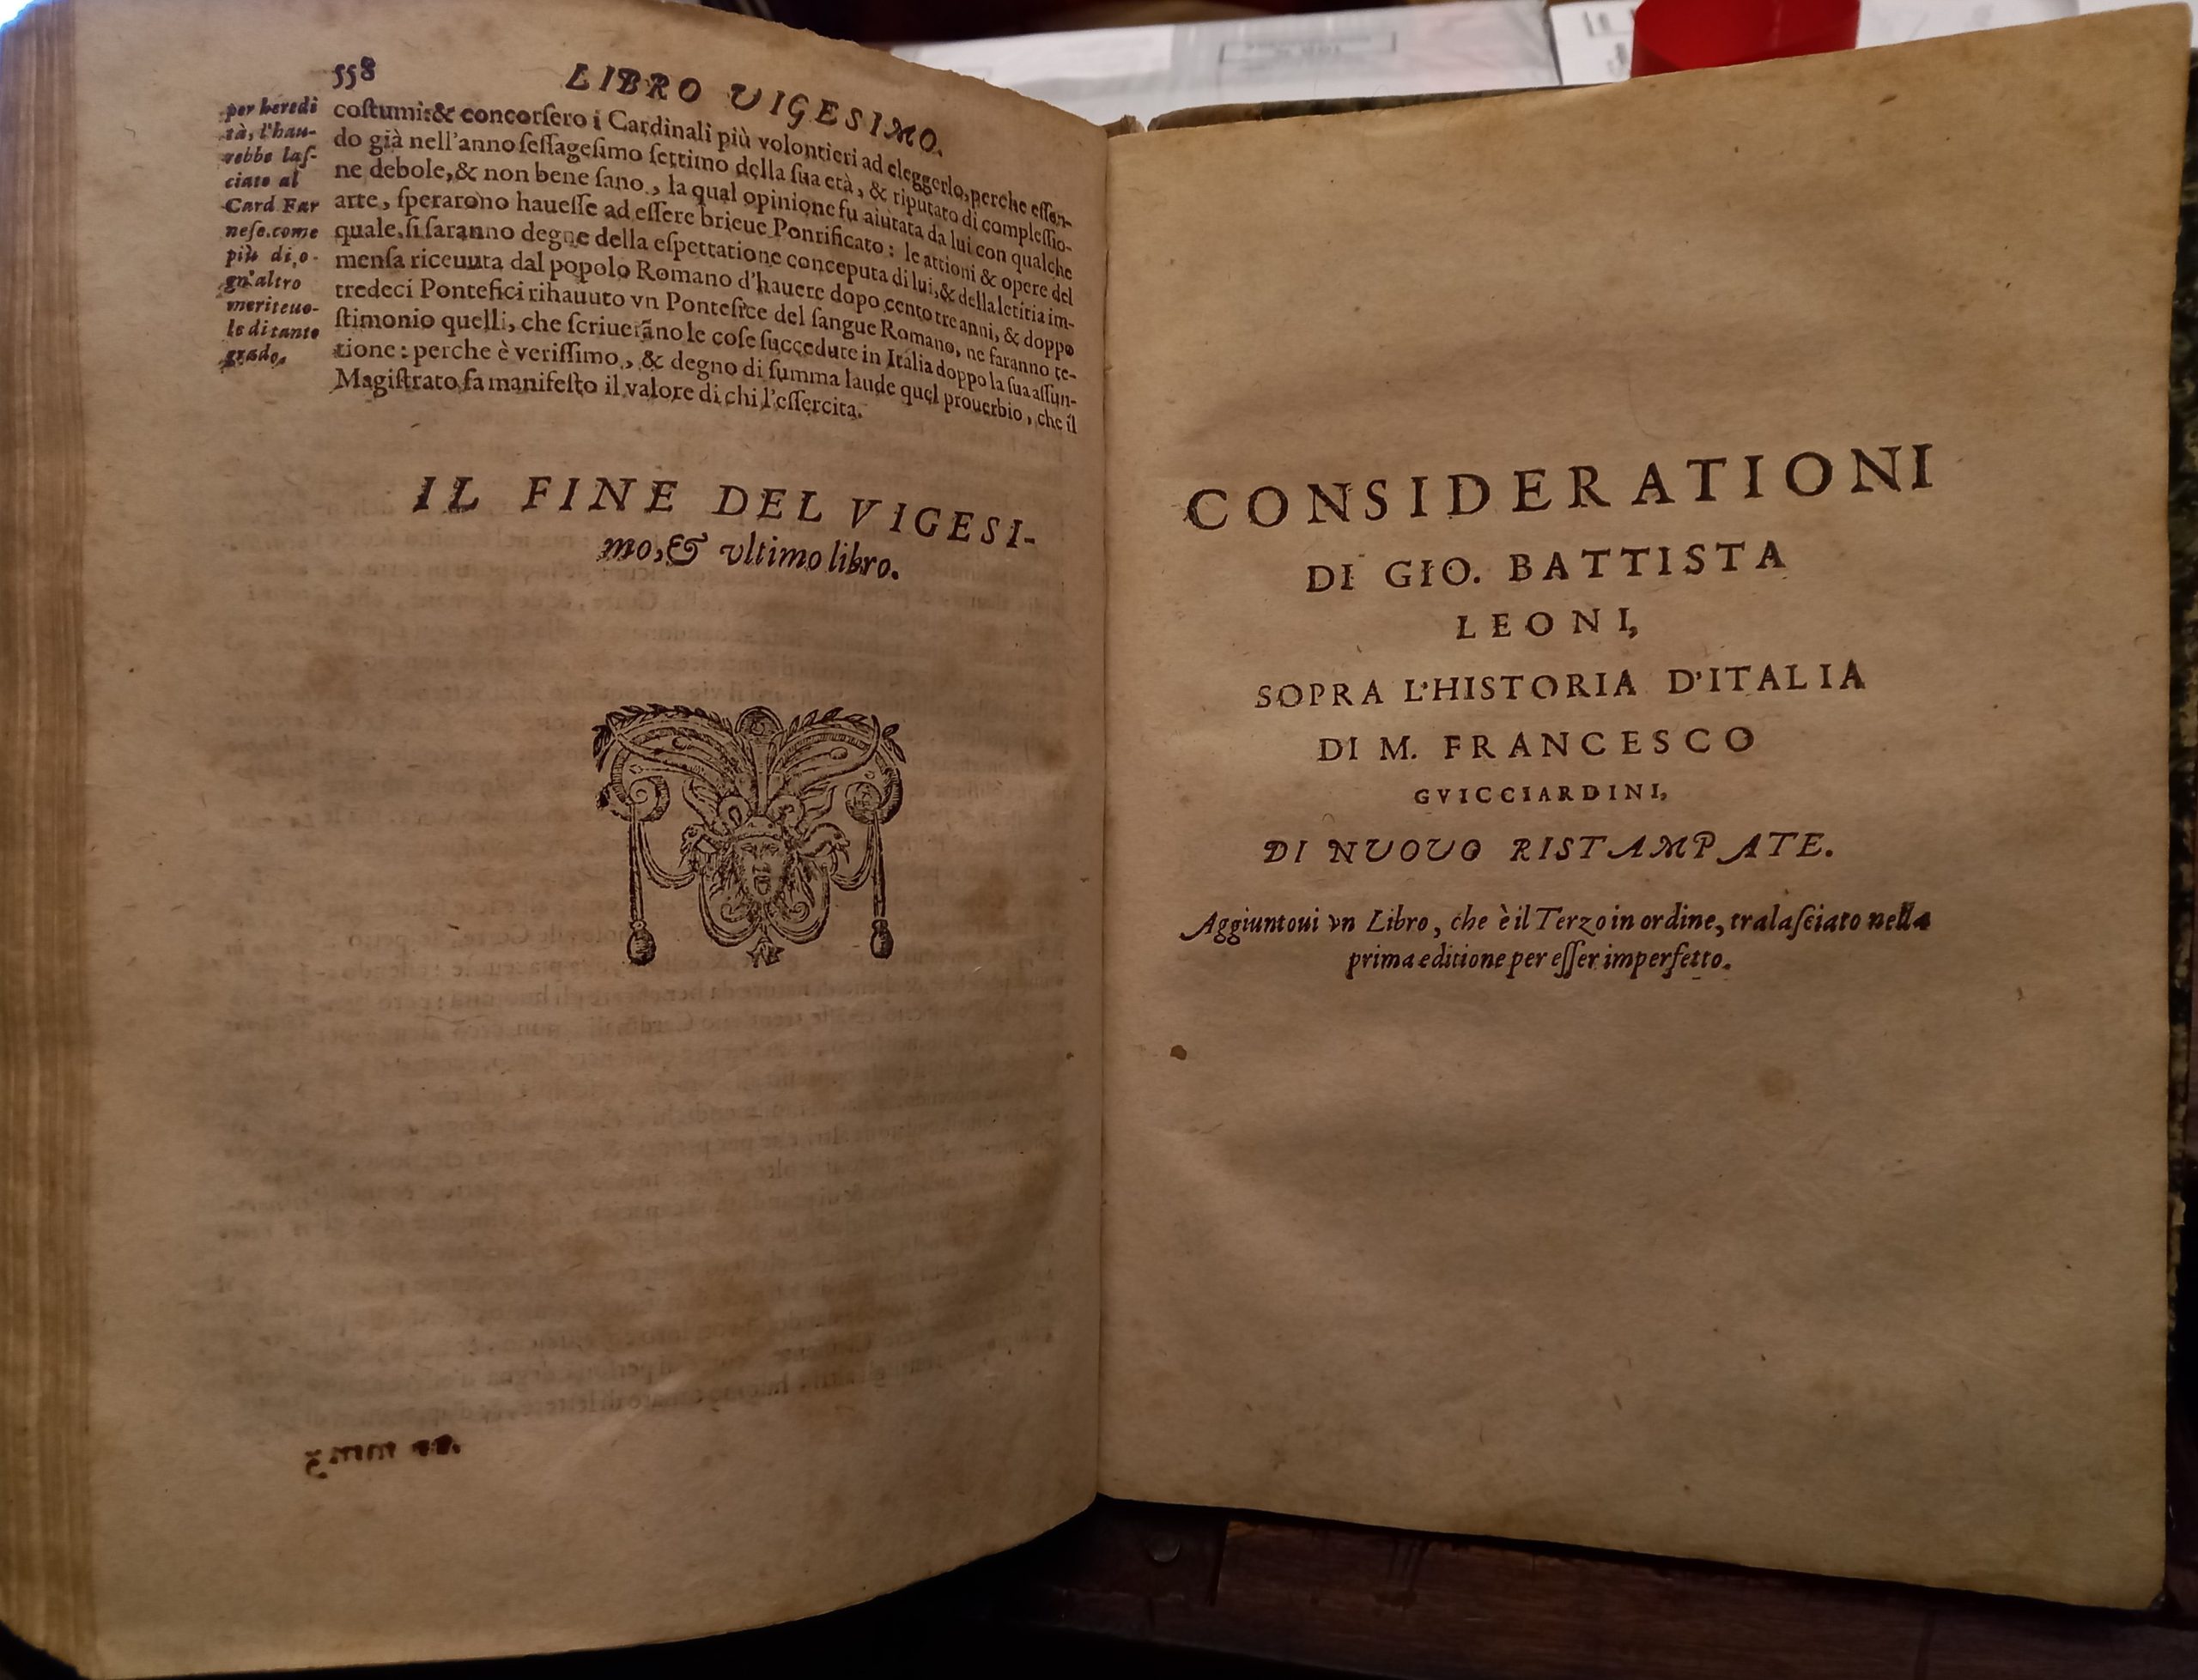 558
LIBRO VIGESIMO.
per heredi
tà, l'hau-
rebbe laſ-
ciato al
Card Far
neſe.come
più di,o-
gn'altro
meriteuo-
le di tanto
grado.
coſtumi:& concorſero i Cardinali più volontieri ad eleggerlo,perche eſſen-
do già nell'anno ſeſſageſimo ſettimo della ſua età, & riputato di compleſſio-
ne debole,& non bene ſano, la qual opinione fu aiutata da lui con qualche
arte, ſperarono haueſſe ad eſſere brieue Pontificato: le attioni & opere del
quale,ſi ſaranno degne della eſpettatione conceputa di lui,& della letitia im-
menſa riceuuta dal popolo Romano d'hauere dopo cento tre anni, & doppo
tredeci Pontefici rihauuto vn Pontefice del ſangue Romano, ne faranno te-
ſtimonio quelli, che ſcriuerāno le coſe ſuccedute in Italia doppo la ſua aſſun-
tione: perche è veriſſimo, & degno di ſumma laude quel prouerbio, che il
Magiſtrato fa manifeſto il valore di chi l'eſſercita.
IL FINE DEL VIGESI-
mo,& vltimo libro.
CONSIDERATIONI
DI GIO. BATTISTA
LEONI,
SOPRA L'HISTORIA D'ITALIA
DI M. FRANCESCO
GVICCIARDINI,
DI NUOUO RISTAMPATE.
Aggiuntoui vn Libro, che è il Terzo in ordine, tralaſciato nella
prima editione per eſſer imperfetto.